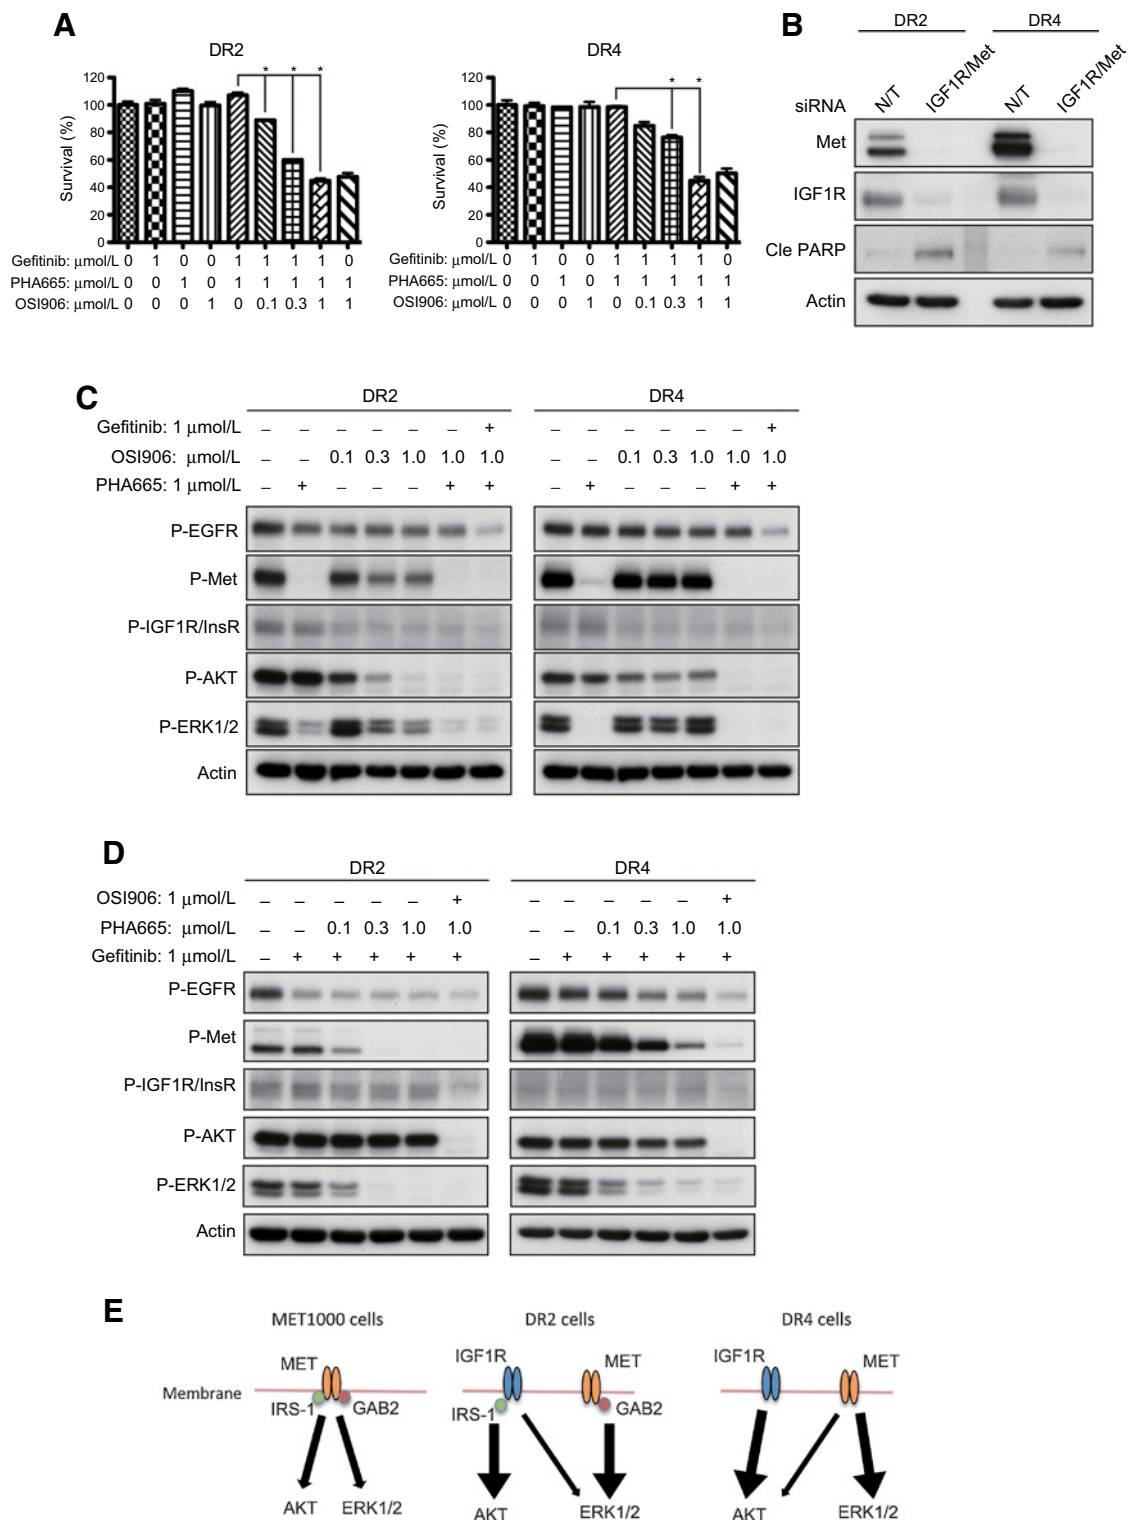 A
DR2
Survival (%)
120
100
80
60
40
20
0
* * *
Gefitinib: μmol/L 0 1 0 0 1 1 1 1 0
PHA665: μmol/L 0 0 1 0 1 1 1 1 1
OSI906: μmol/L 0 0 0 1 0 0.1 0.3 1 1
DR4
Survival (%)
120
100
80
60
40
20
0
* *
Gefitinib: μmol/L 0 1 0 0 1 1 1 1 0
PHA665: μmol/L 0 0 1 0 1 1 1 1 1
OSI906: μmol/L 0 0 0 1 0 0.1 0.3 1 1
B
DR2 DR4
siRNA N/T IGF1R/Met N/T IGF1R/Met
Met
IGF1R
Cle PARP
Actin
C
DR2 DR4
Gefitinib: 1 μmol/L – – – – – – + – – – – – – +
OSI906: μmol/L – – 0.1 0.3 1.0 1.0 1.0 – – 0.1 0.3 1.0 1.0 1.0
PHA665: 1 μmol/L – + – – – + + – + – – – + +
P-EGFR
P-Met
P-IGF1R/InsR
P-AKT
P-ERK1/2
Actin
D
DR2 DR4
OSI906: 1 μmol/L – – – – – + – – – – – +
PHA665: μmol/L – – 0.1 0.3 1.0 1.0 – – 0.1 0.3 1.0 1.0
Gefitinib: 1 μmol/L – + + + + + – + + + + +
P-EGFR
P-Met
P-IGF1R/InsR
P-AKT
P-ERK1/2
Actin
E
MET1000 cells DR2 cells DR4 cells
MET IGF1R MET IGF1R MET
Membrane
IRS-1 GAB2 IRS-1 GAB2
AKT ERK1/2 AKT ERK1/2 AKT ERK1/2